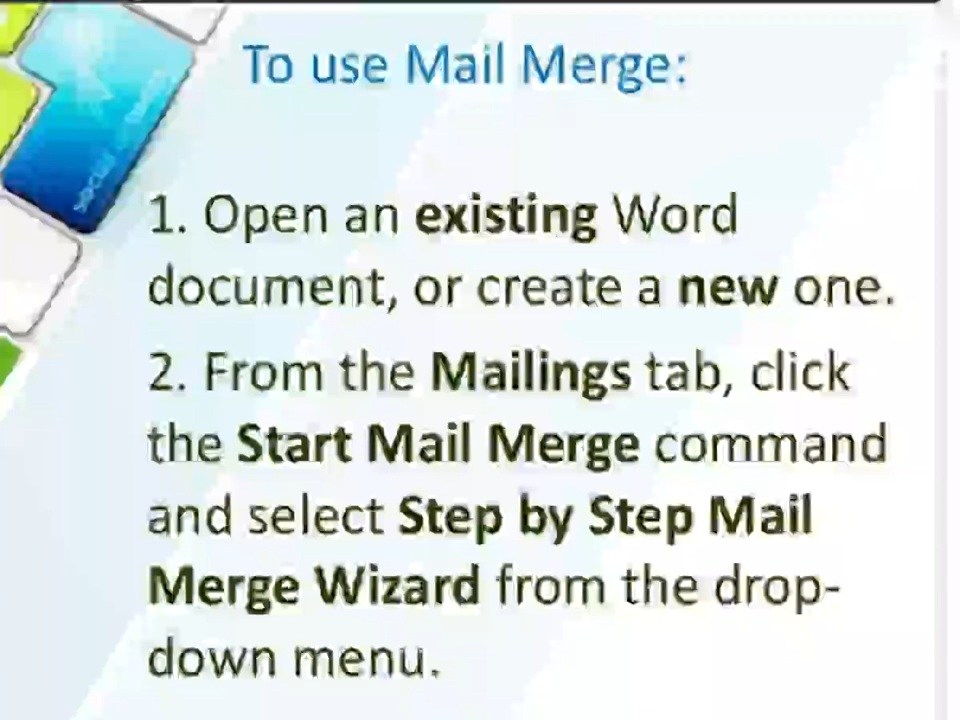 To use Mail Merge:
1. Open an existing Word
document, or create a new one.
2. From the Mailings tab, click
the Start Mail Merge command
and select Step by Step Mail
Merge Wizard from the drop-
down menu.